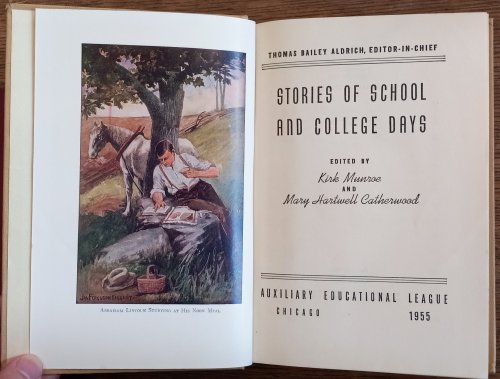 ABRAHAM LINCOLN STUDYING AT HIS NOON MEAL
THOMAS BAILEY ALDRICH, EDITOR-IN-CHIEF
STORIES OF SCHOOL
AND COLLEGE DAYS
EDITED BY
Kirk Munroe
AND
Mary Hartwell Catherwood
AUXILIARY EDUCATIONAL LEAGUE
CHICAGO 1955